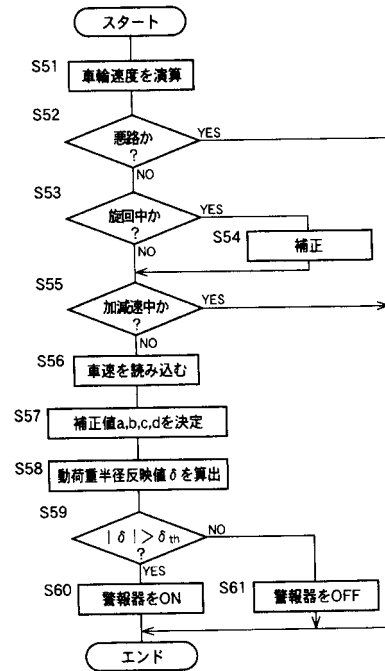 スタート
S51
車輪速度を演算
S52
悪路か
?
YES
NO
S53
旋回中か
?
YES
NO
S54
補正
S55
加減速中か
?
YES
NO
S56
車速を読み込む
S57
補正値a,b,c,dを決定
S58
動荷重半径反映値δを算出
S59
|δ|>δth
?
NO
YES
S60
警報器をON
S61
警報器をOFF
エンド